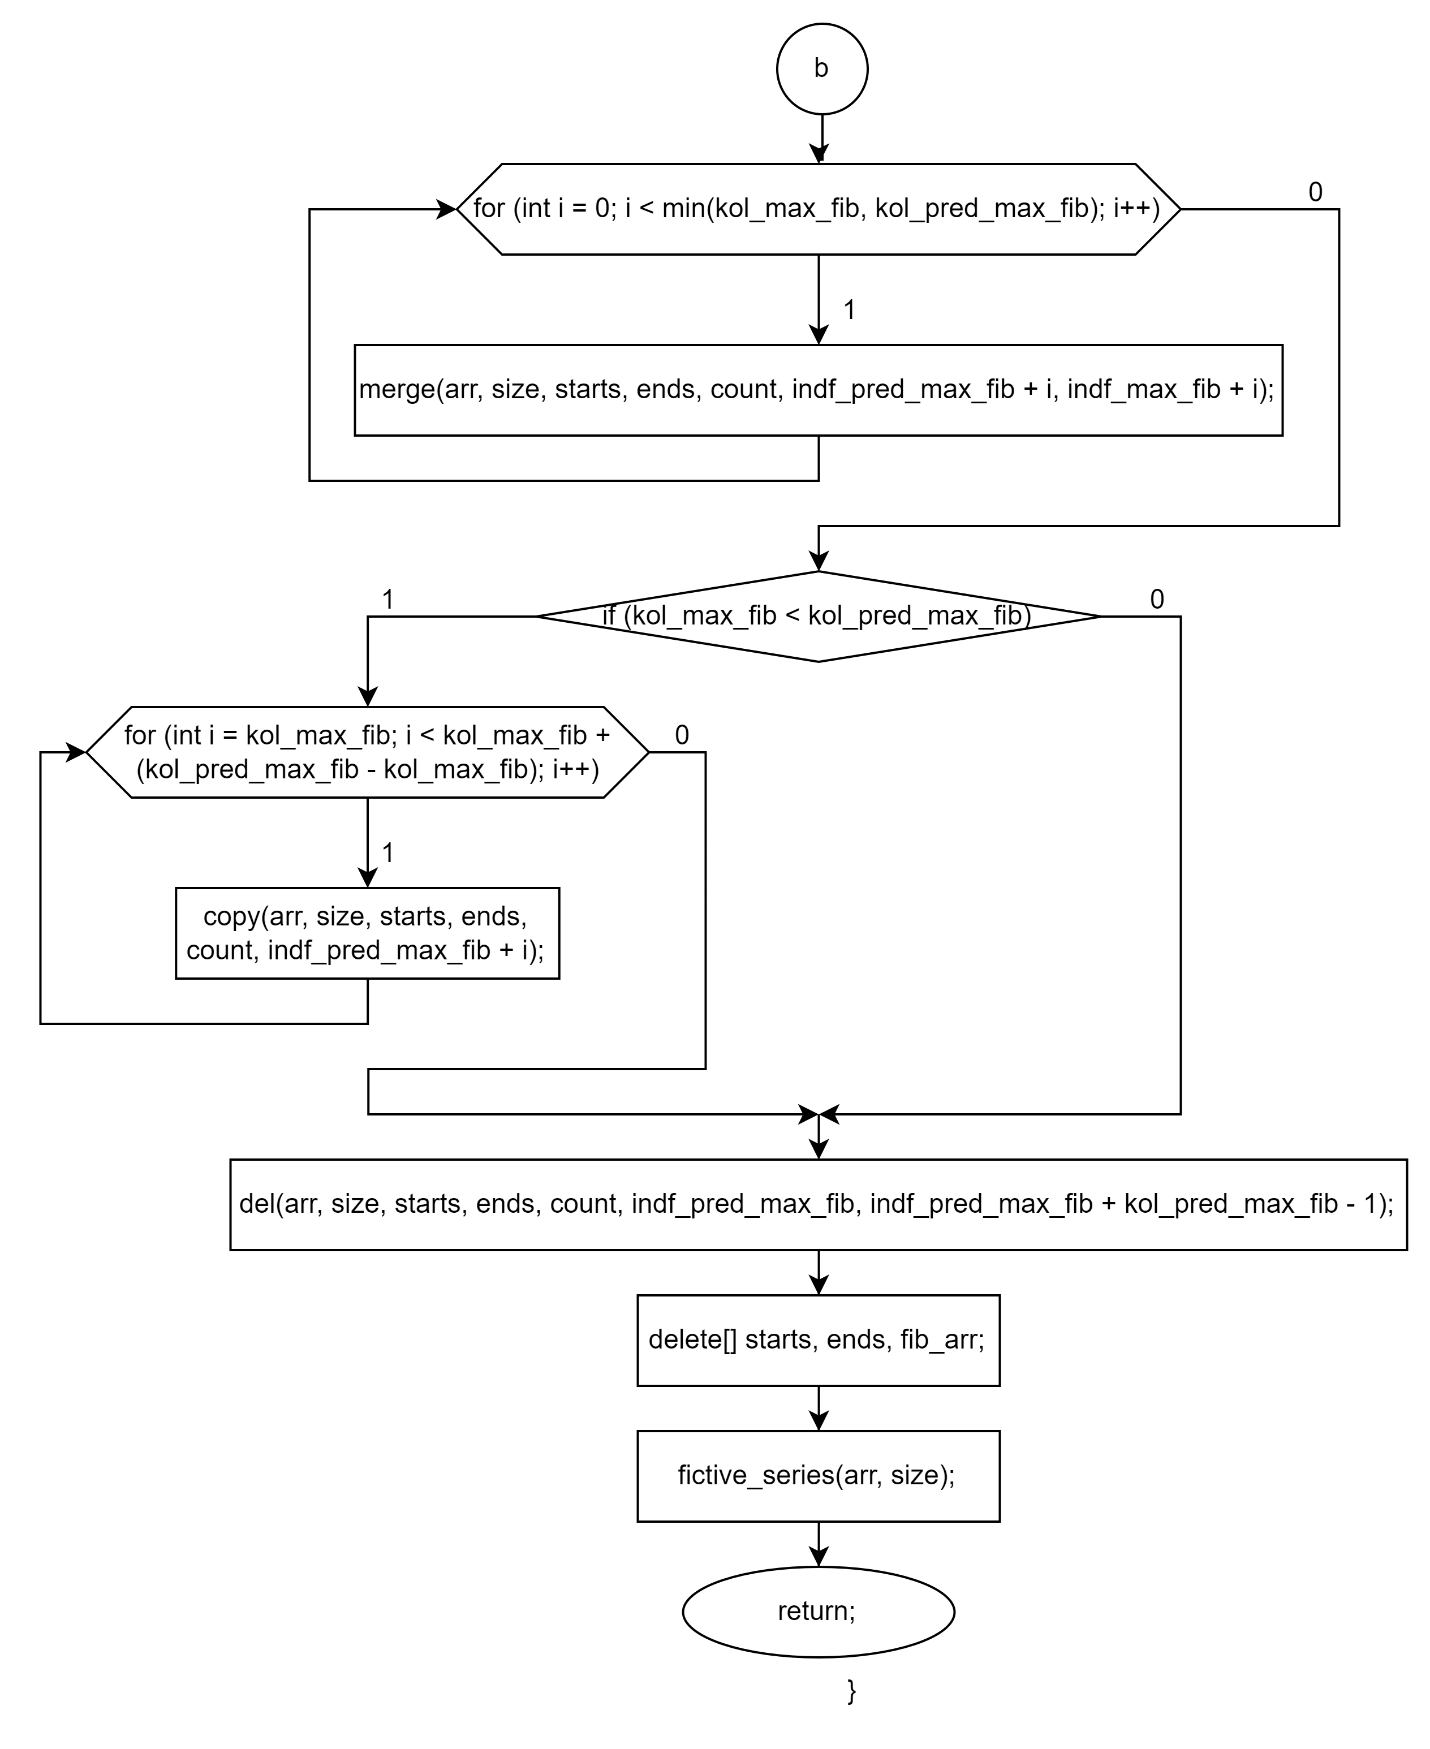 b
for (int i = 0; i < min(kol_max_fib, kol_pred_max_fib); i++)
0
1
merge(arr, size, starts, ends, count, indf_pred_max_fib + i, indf_max_fib + i);
if (kol_max_fib < kol_pred_max_fib)
1
0
for (int i = kol_max_fib; i < kol_max_fib +
(kol_pred_max_fib - kol_max_fib); i++)
0
1
copy(arr, size, starts, ends,
count, indf_pred_max_fib + i);
del(arr, size, starts, ends, count, indf_pred_max_fib, indf_pred_max_fib + kol_pred_max_fib - 1);
delete[] starts, ends, fib_arr;
fictive_series(arr, size);
return;
}